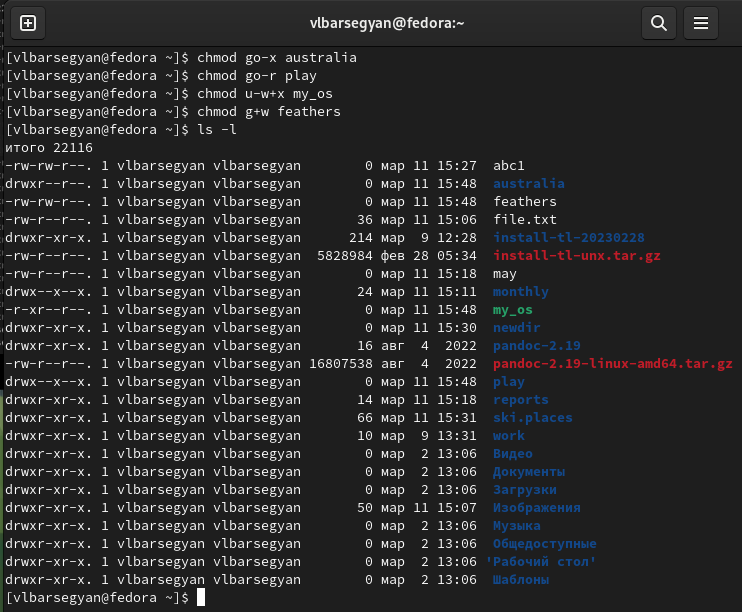 vlbarsegyan@fedora:~
[vlbarsegyan@fedora ~]$ chmod go-x australia
[vlbarsegyan@fedora ~]$ chmod go-r play
[vlbarsegyan@fedora ~]$ chmod u-w+x my_os
[vlbarsegyan@fedora ~]$ chmod g+w feathers
[vlbarsegyan@fedora ~]$ ls -l
итого 22116
-rw-rw-r--. 1 vlbarsegyan vlbarsegyan        0 мар 11 15:27  abc1
drwxr--r--. 1 vlbarsegyan vlbarsegyan        0 мар 11 15:48  australia
-rw-rw-r--. 1 vlbarsegyan vlbarsegyan        0 мар 11 15:48  feathers
-rw-r--r--. 1 vlbarsegyan vlbarsegyan       36 мар 11 15:06  file.txt
drwxr-xr-x. 1 vlbarsegyan vlbarsegyan      214 мар  9 12:28  install-tl-20230228
-rw-r--r--. 1 vlbarsegyan vlbarsegyan  5828984 фев 28 05:34  install-tl-unx.tar.gz
-rw-r--r--. 1 vlbarsegyan vlbarsegyan        0 мар 11 15:18  may
drwx--x--x. 1 vlbarsegyan vlbarsegyan       24 мар 11 15:11  monthly
-r-xr--r--. 1 vlbarsegyan vlbarsegyan        0 мар 11 15:48  my_os
drwxr-xr-x. 1 vlbarsegyan vlbarsegyan        0 мар 11 15:30  newdir
drwxr-xr-x. 1 vlbarsegyan vlbarsegyan       16 авг  4  2022  pandoc-2.19
-rw-r--r--. 1 vlbarsegyan vlbarsegyan 16807538 авг  4  2022  pandoc-2.19-linux-amd64.tar.gz
drwx--x--x. 1 vlbarsegyan vlbarsegyan        0 мар 11 15:48  play
drwxr-xr-x. 1 vlbarsegyan vlbarsegyan       14 мар 11 15:18  reports
drwxr-xr-x. 1 vlbarsegyan vlbarsegyan       66 мар 11 15:31  ski.places
drwxr-xr-x. 1 vlbarsegyan vlbarsegyan       10 мар  9 13:31  work
drwxr-xr-x. 1 vlbarsegyan vlbarsegyan        0 мар  2 13:06  Видео
drwxr-xr-x. 1 vlbarsegyan vlbarsegyan        0 мар  2 13:06  Документы
drwxr-xr-x. 1 vlbarsegyan vlbarsegyan        0 мар  2 13:06  Загрузки
drwxr-xr-x. 1 vlbarsegyan vlbarsegyan       50 мар 11 15:07  Изображения
drwxr-xr-x. 1 vlbarsegyan vlbarsegyan        0 мар  2 13:06  Музыка
drwxr-xr-x. 1 vlbarsegyan vlbarsegyan        0 мар  2 13:06  Общедоступные
drwxr-xr-x. 1 vlbarsegyan vlbarsegyan        0 мар  2 13:06 'Рабочий стол'
drwxr-xr-x. 1 vlbarsegyan vlbarsegyan        0 мар  2 13:06  Шаблоны
[vlbarsegyan@fedora ~]$